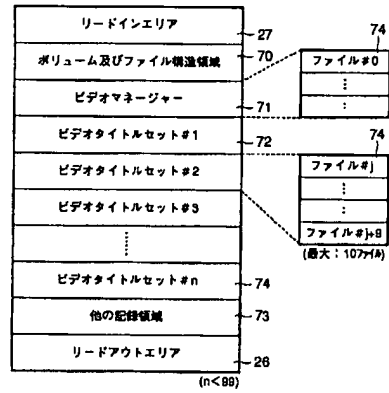 リードインエリア
27
ボリューム及びファイル構造領域
70
ビデオマネージャー
71
ビデオタイトルセット#1
72
ビデオタイトルセット#2
ビデオタイトルセット#3
ビデオタイトルセット#n
74
他の記録領域
73
リードアウトエリア
26
(n<99)
74
ファイル#0
74
ファイル#j
ファイル#j+9
(最大:10ファイル)